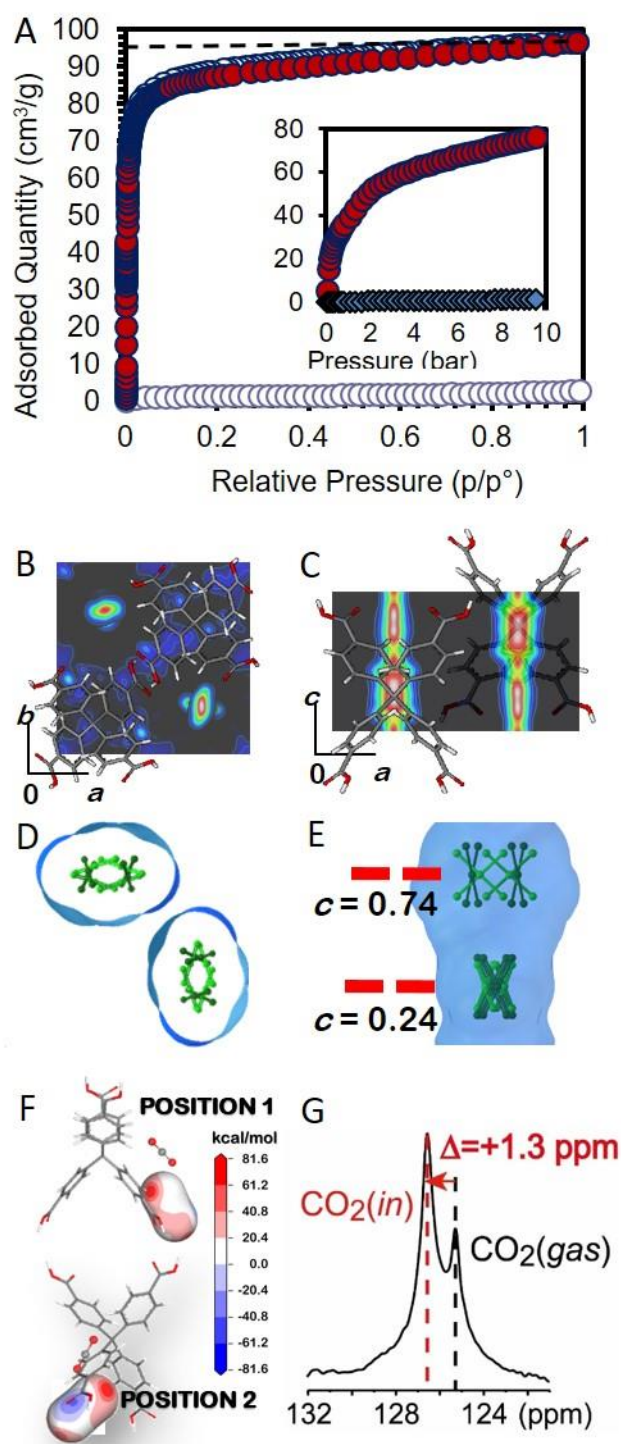 A
Adsorbed Quantity (cm³/g)
100
90
80
70
60
50
40
30
20
10
0
0
0.2
0.4
0.6
0.8
1
Relative Pressure (p/p°)
80
60
40
20
0
0
2
4
6
8
10
Pressure (bar)
B
b
0
a
C
c
0
a
D
E
c = 0.74
c = 0.24
F
POSITION 1
kcal/mol
81.6
61.2
40.8
20.4
0.0
-20.4
-40.8
-61.2
-81.6
POSITION 2
G
Δ=+1.3 ppm
CO₂(in)
CO₂(gas)
132 128 124 (ppm)